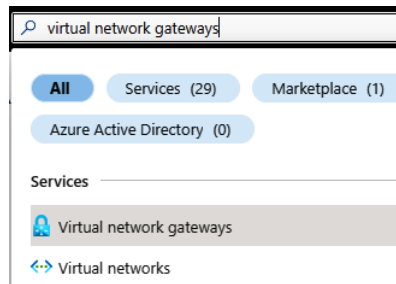 virtual network gateways
All Services (29) Marketplace (1)
Azure Active Directory (0)
Services
Virtual network gateways
Virtual networks